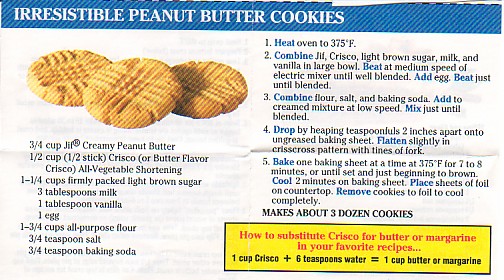 IRRESISTIBLE PEANUT BUTTER COOKIES
3/4 cup Jif® Creamy Peanut Butter
1/2 cup (1/2 stick) Crisco (or Butter Flavor
Crisco) All-Vegetable Shortening
1–1/4 cups firmly packed light brown sugar
3 tablespoons milk
1 tablespoon vanilla
1 egg
1–3/4 cups all-purpose flour
3/4 teaspoon salt
3/4 teaspoon baking soda
1. Heat oven to 375°F.
2. Combine Jif, Crisco, light brown sugar, milk, and
vanilla in large bowl. Beat at medium speed of
electric mixer until well blended. Add egg. Beat just
until blended.
3. Combine flour, salt, and baking soda. Add to
creamed mixture at low speed. Mix just until
blended.
4. Drop by heaping teaspoonfuls 2 inches apart onto
ungreased baking sheet. Flatten slightly in
crisscross pattern with tines of fork.
5. Bake one baking sheet at a time at 375°F for 7 to 8
minutes, or until set and just beginning to brown.
Cool 2 minutes on baking sheet. Place sheets of foil
on countertop. Remove cookies to foil to cool
completely.
MAKES ABOUT 3 DOZEN COOKIES
How to substitute Crisco for butter or margarine
in your favorite recipes...
1 cup Crisco + 6 teaspoons water = 1 cup butter or margarine